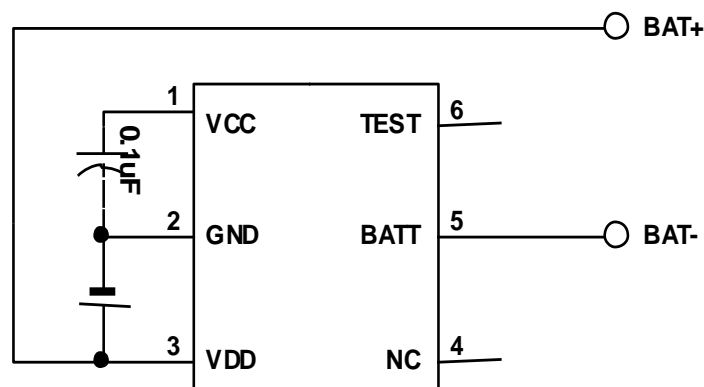 BAT+
1
VCC
TEST
6
0.1uF
2
GND
BATT
5
BAT-
3
VDD
NC
4